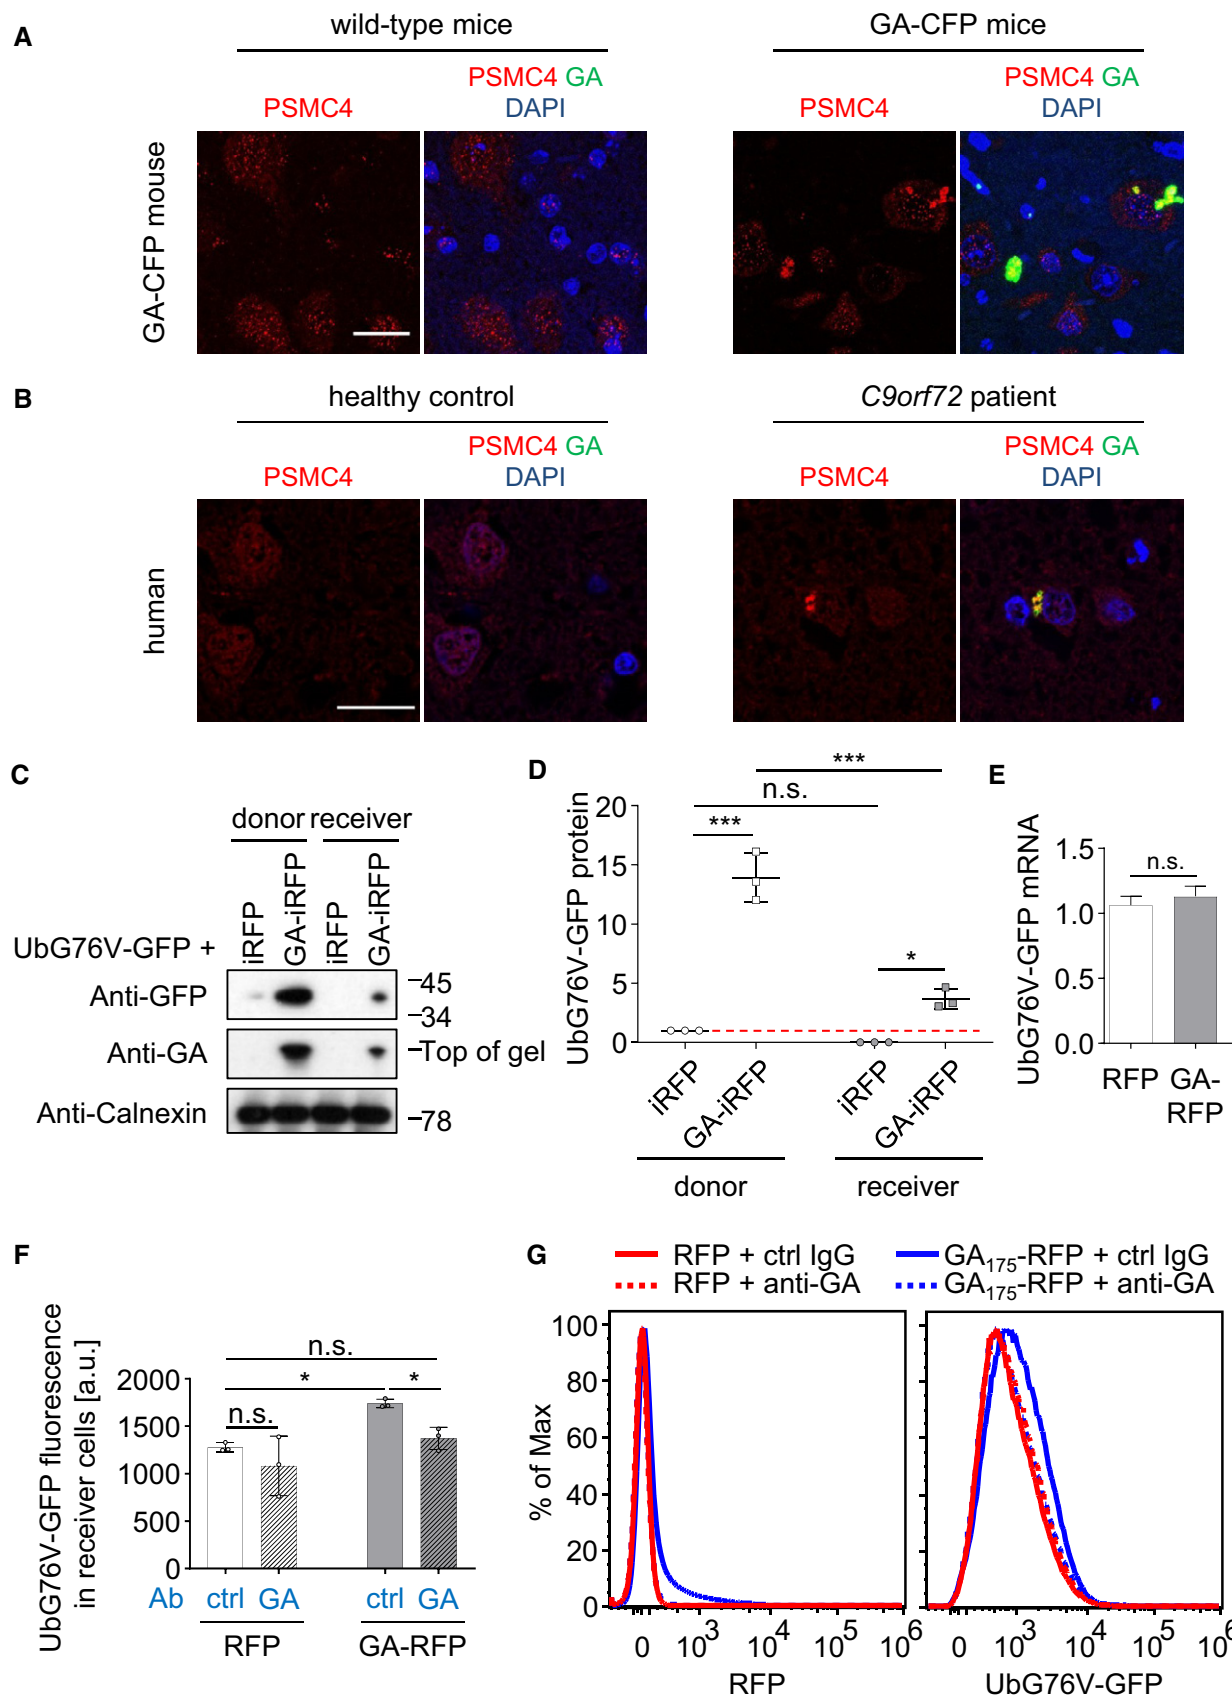 A
wild-type mice
GA-CFP mice
PSMC4
PSMC4 GA
DAPI
PSMC4
PSMC4 GA
DAPI
GA-CFP mouse
B
healthy control
C9orf72 patient
PSMC4
PSMC4 GA
DAPI
PSMC4
PSMC4 GA
DAPI
human
C
donor receiver
UbG76V-GFP +
iRFP
GA-iRFP
iRFP
GA-iRFP
Anti-GFP
45
34
Anti-GA
Top of gel
Anti-Calnexin
78
D
UbG76V-GFP protein
20
15
10
5
0
***
n.s.
***
*
iRFP
GA-iRFP
iRFP
GA-iRFP
donor
receiver
E
UbG76V-GFP mRNA
1.5
1.0
0.5
0.0
n.s.
RFP
GA-
RFP
F
UbG76V-GFP fluorescence
in receiver cells [a.u.]
2000
1500
1000
500
0
n.s.
*
*
n.s.
Ab ctrl GA ctrl GA
RFP
GA-RFP
G
RFP + ctrl IgG
RFP + anti-GA
GA175-RFP + ctrl IgG
GA175-RFP + anti-GA
% of Max
100
80
60
40
20
0
0 10^3 10^4 10^5 10^6
RFP
0 10^3 10^4 10^5 10^6
UbG76V-GFP